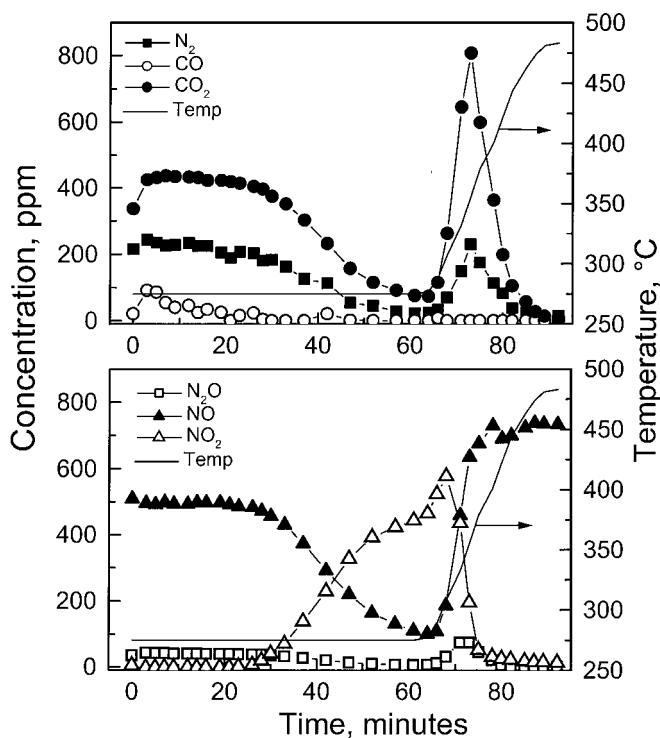 N₂
CO
CO₂
Temp
800
600
400
200
0
500
450
400
350
300
250
0 20 40 60 80
N₂O
NO
NO₂
Temp
800
600
400
200
0
500
450
400
350
300
250
0 20 40 60 80
Concentration, ppm
Temperature, °C
Time, minutes